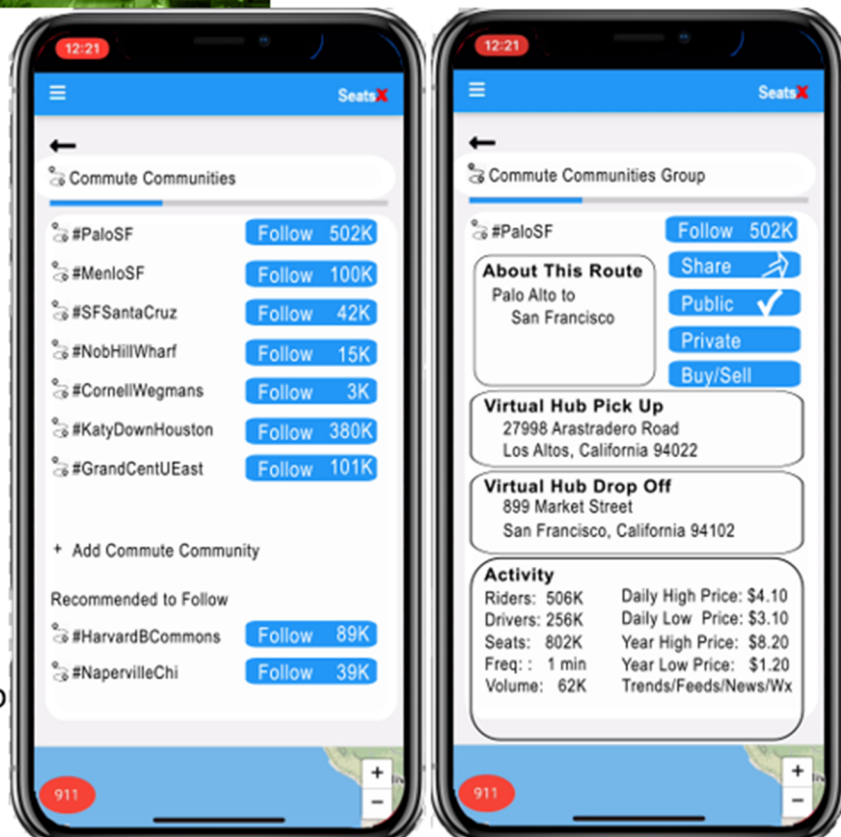 12:21
SeatsX
Commute Communities
#PaloSF Follow 502K
#MenloSF Follow 100K
#SFSantaCruz Follow 42K
#NobHillWharf Follow 15K
#CornellWegmans Follow 3K
#KatyDownHouston Follow 380K
#GrandCentUEast Follow 101K
+ Add Commute Community
Recommended to Follow
#HarvardBCommons Follow 89K
#NapervilleChi Follow 39K
911
+
−
12:21
SeatsX
Commute Communities Group
#PaloSF Follow 502K
About This Route
Palo Alto to
San Francisco
Share
Public
Private
Buy/Sell
Virtual Hub Pick Up
27998 Arastradero Road
Los Altos, California 94022
Virtual Hub Drop Off
899 Market Street
San Francisco, California 94102
Activity
Riders: 506K Daily High Price: $4.10
Drivers: 256K Daily Low Price: $3.10
Seats: 802K Year High Price: $8.20
Freq: : 1 min Year Low Price: $1.20
Volume: 62K Trends/Feeds/News/Wx
911
+
−